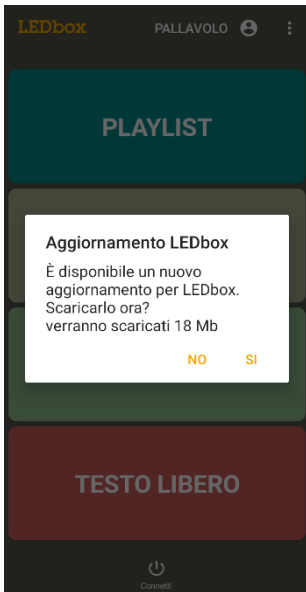 LEDbox
PALLAVOLO
PLAYLIST
Aggiornamento LEDbox
È disponibile un nuovo
aggiornamento per LEDbox.
Scaricarlo ora?
verranno scaricati 18 Mb
NO
SI
TESTO LIBERO
Connetti